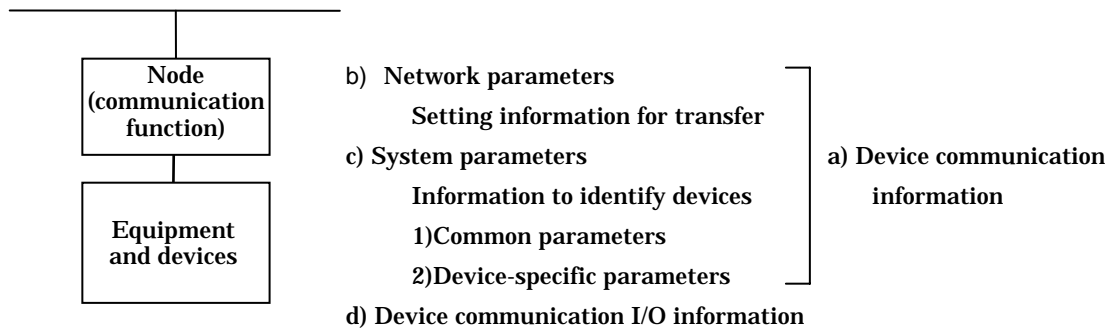 Node
(communication
function)
Equipment
and devices
b) Network parameters
Setting information for transfer
c) System parameters
Information to identify devices
1)Common parameters
2)Device-specific parameters
d) Device communication I/O information
a) Device communication
information